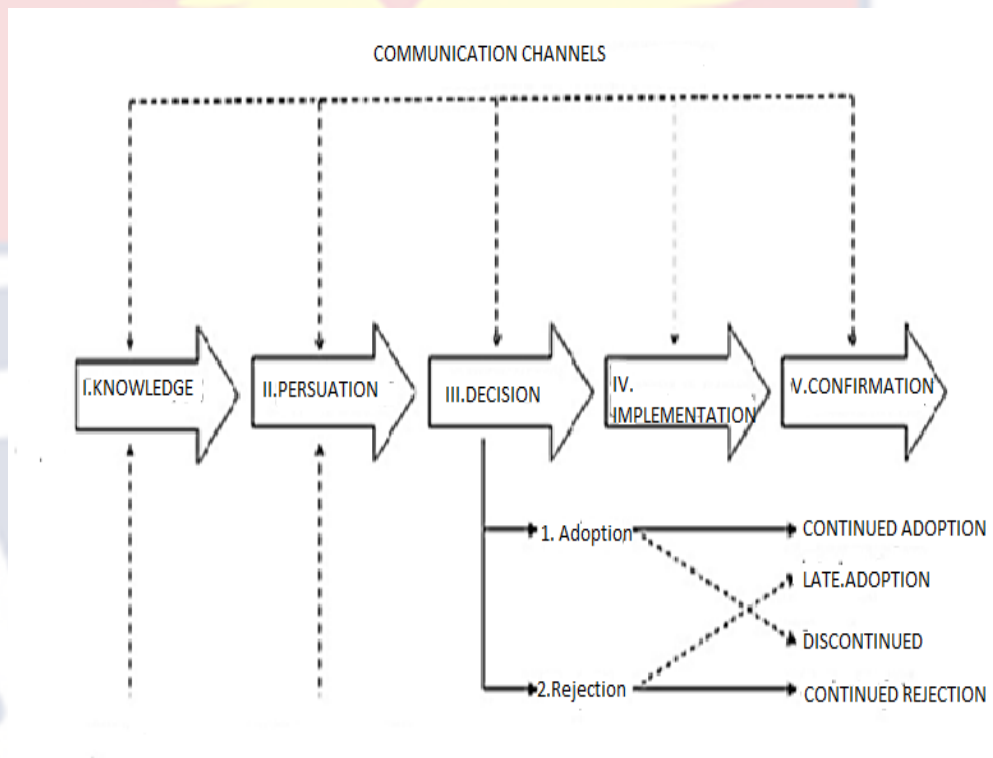 COMMUNICATION CHANNELS
I.KNOWLEDGE
II.PERSUATION
III.DECISION
IV.
IMPLEMENTATION
V.CONFIRMATION
1. Adoption
CONTINUED ADOPTION
LATE.ADOPTION
DISCONTINUED
2.Rejection
CONTINUED REJECTION